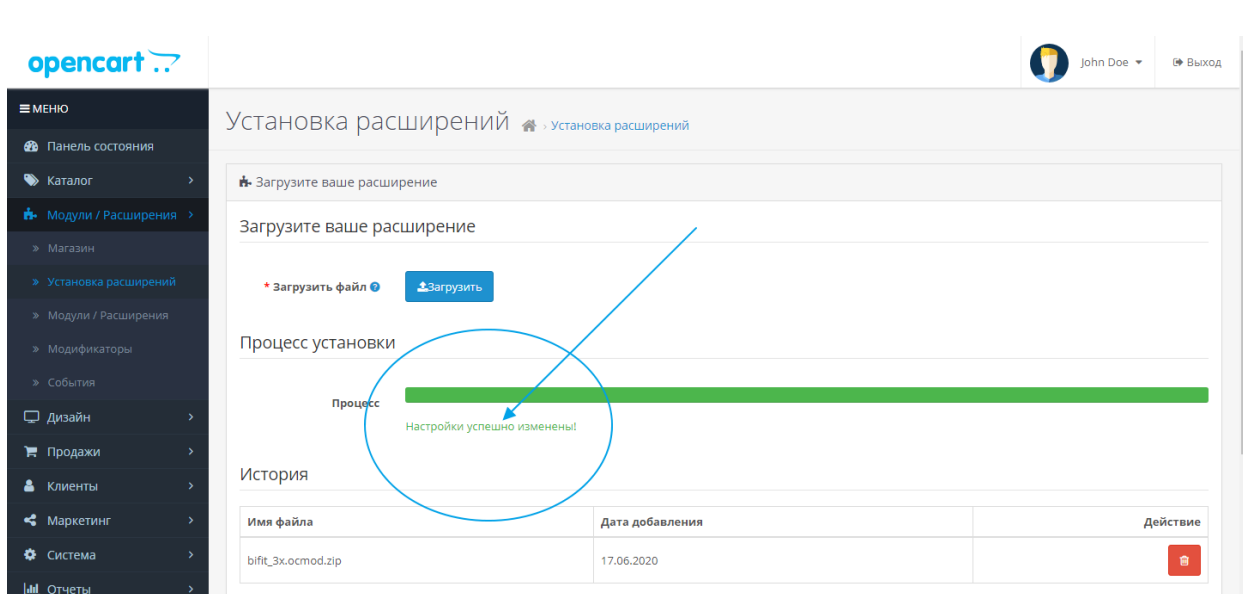 opencart
John Doe
Выход
МЕНЮ
Панель состояния
Каталог
Модули / Расширения
Магазин
Установка расширений
Модули / Расширения
Модификаторы
События
Дизайн
Продажи
Клиенты
Маркетинг
Система
Отчеты
Установка расширений
› Установка расширений
Загрузите ваше расширение
Загрузите ваше расширение
* Загрузить файл ?
Загрузить
Процесс установки
Процесс
Настройки успешно изменены!
История
Имя файла Дата добавления Действие
bifit_3x.ocmod.zip 17.06.2020